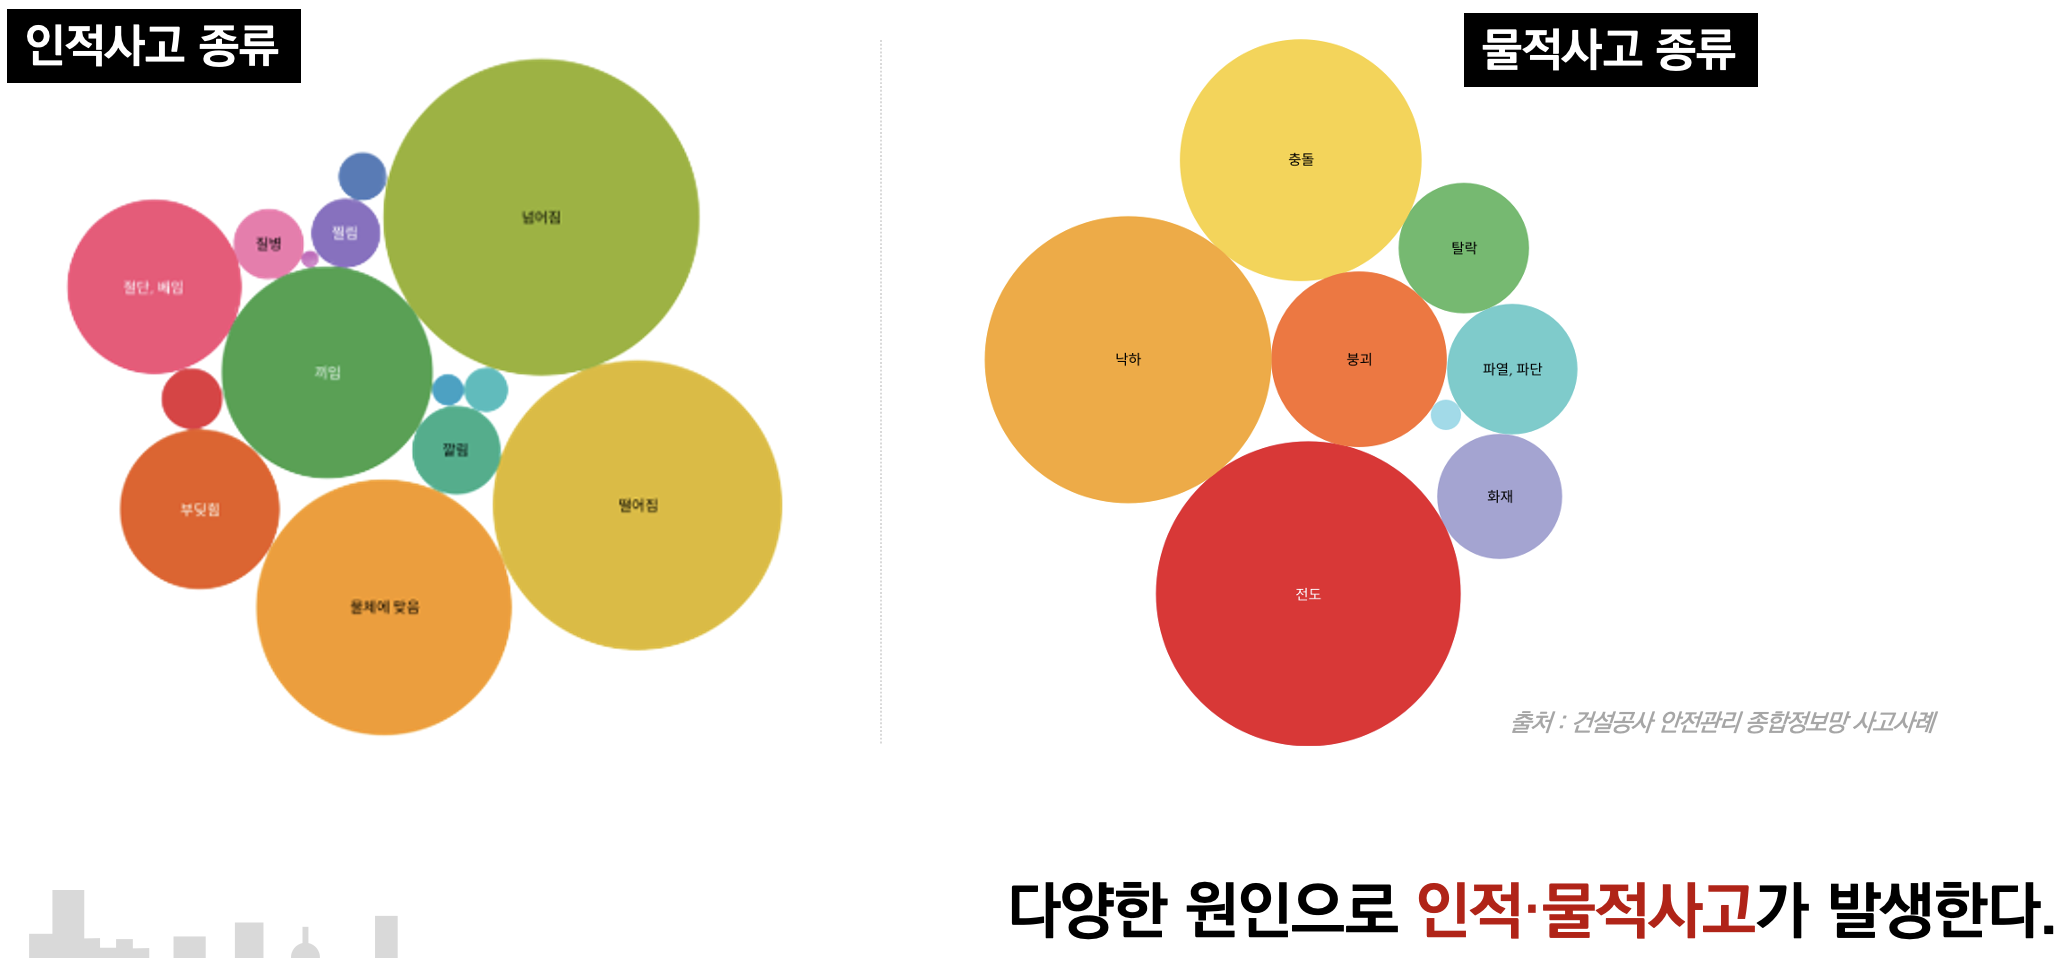 인적사고 종류
넘어짐
찔림
질병
절단, 베임
끼임
깔림
떨어짐
부딪힘
물체에 맞음
물적사고 종류
충돌
탈락
낙하
붕괴
파열, 파단
화재
전도
출처 : 건설공사 안전관리 종합정보망 사고사례
다양한 원인으로 인적·물적사고가 발생한다.